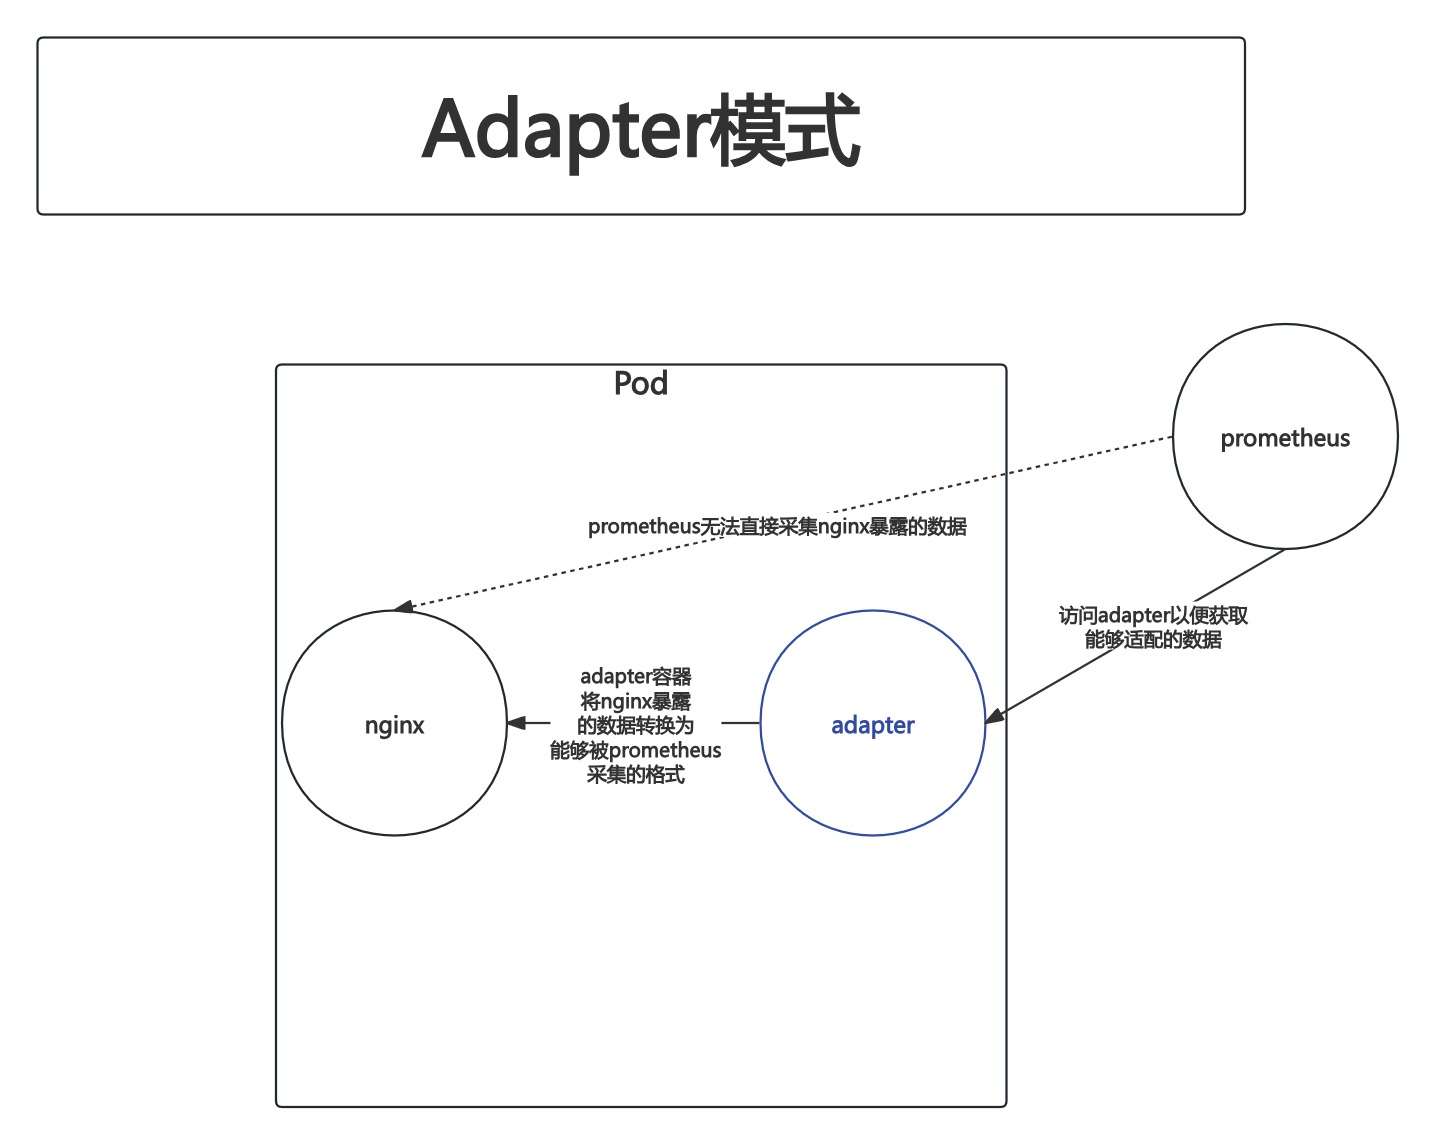 Adapter模式
Pod
prometheus
prometheus无法直接采集nginx暴露的数据
访问adapter以便获取
能够适配的数据
adapter容器
将nginx暴露
的数据转换为
能够被prometheus
采集的格式
nginx
adapter